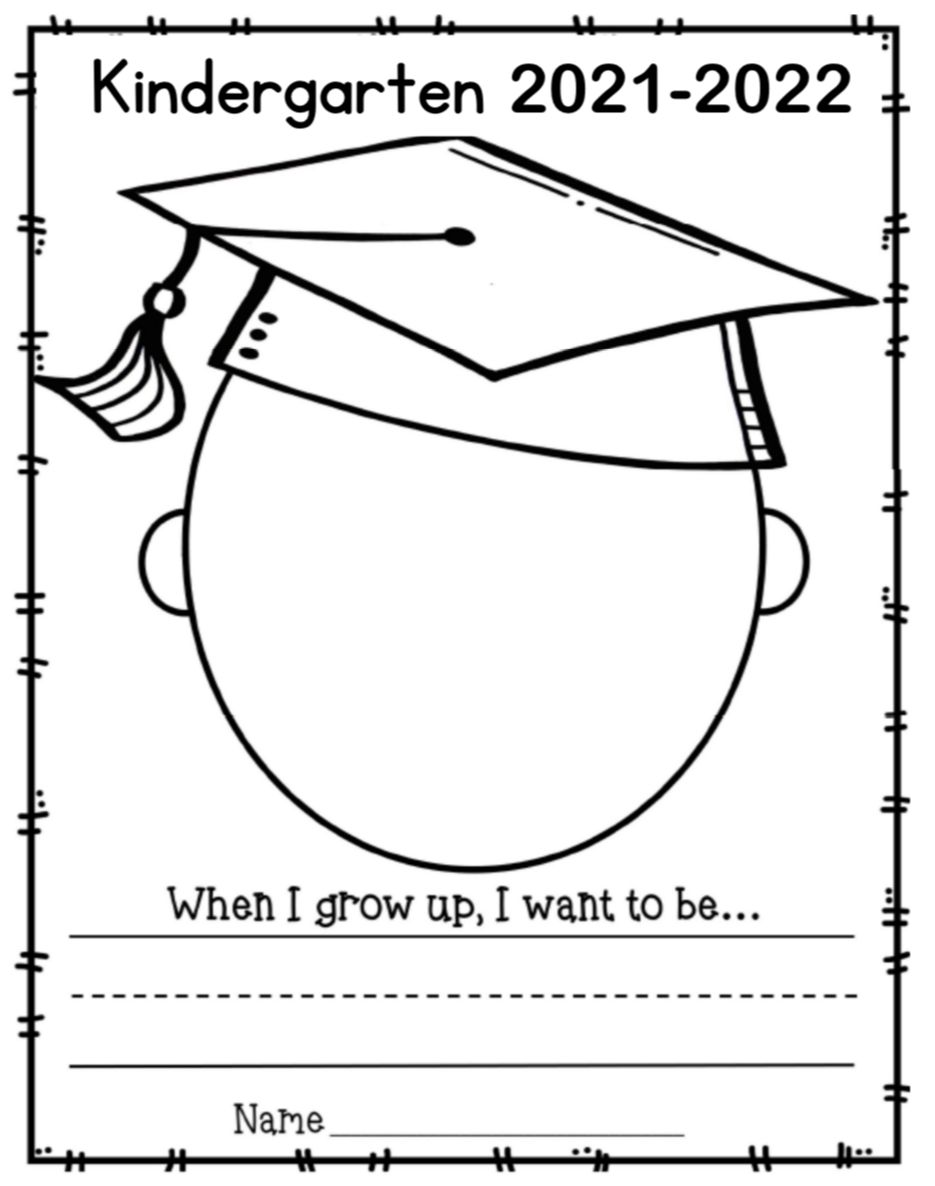 Kindergarten 2021-2022
When I grow up, I want to be...
Name